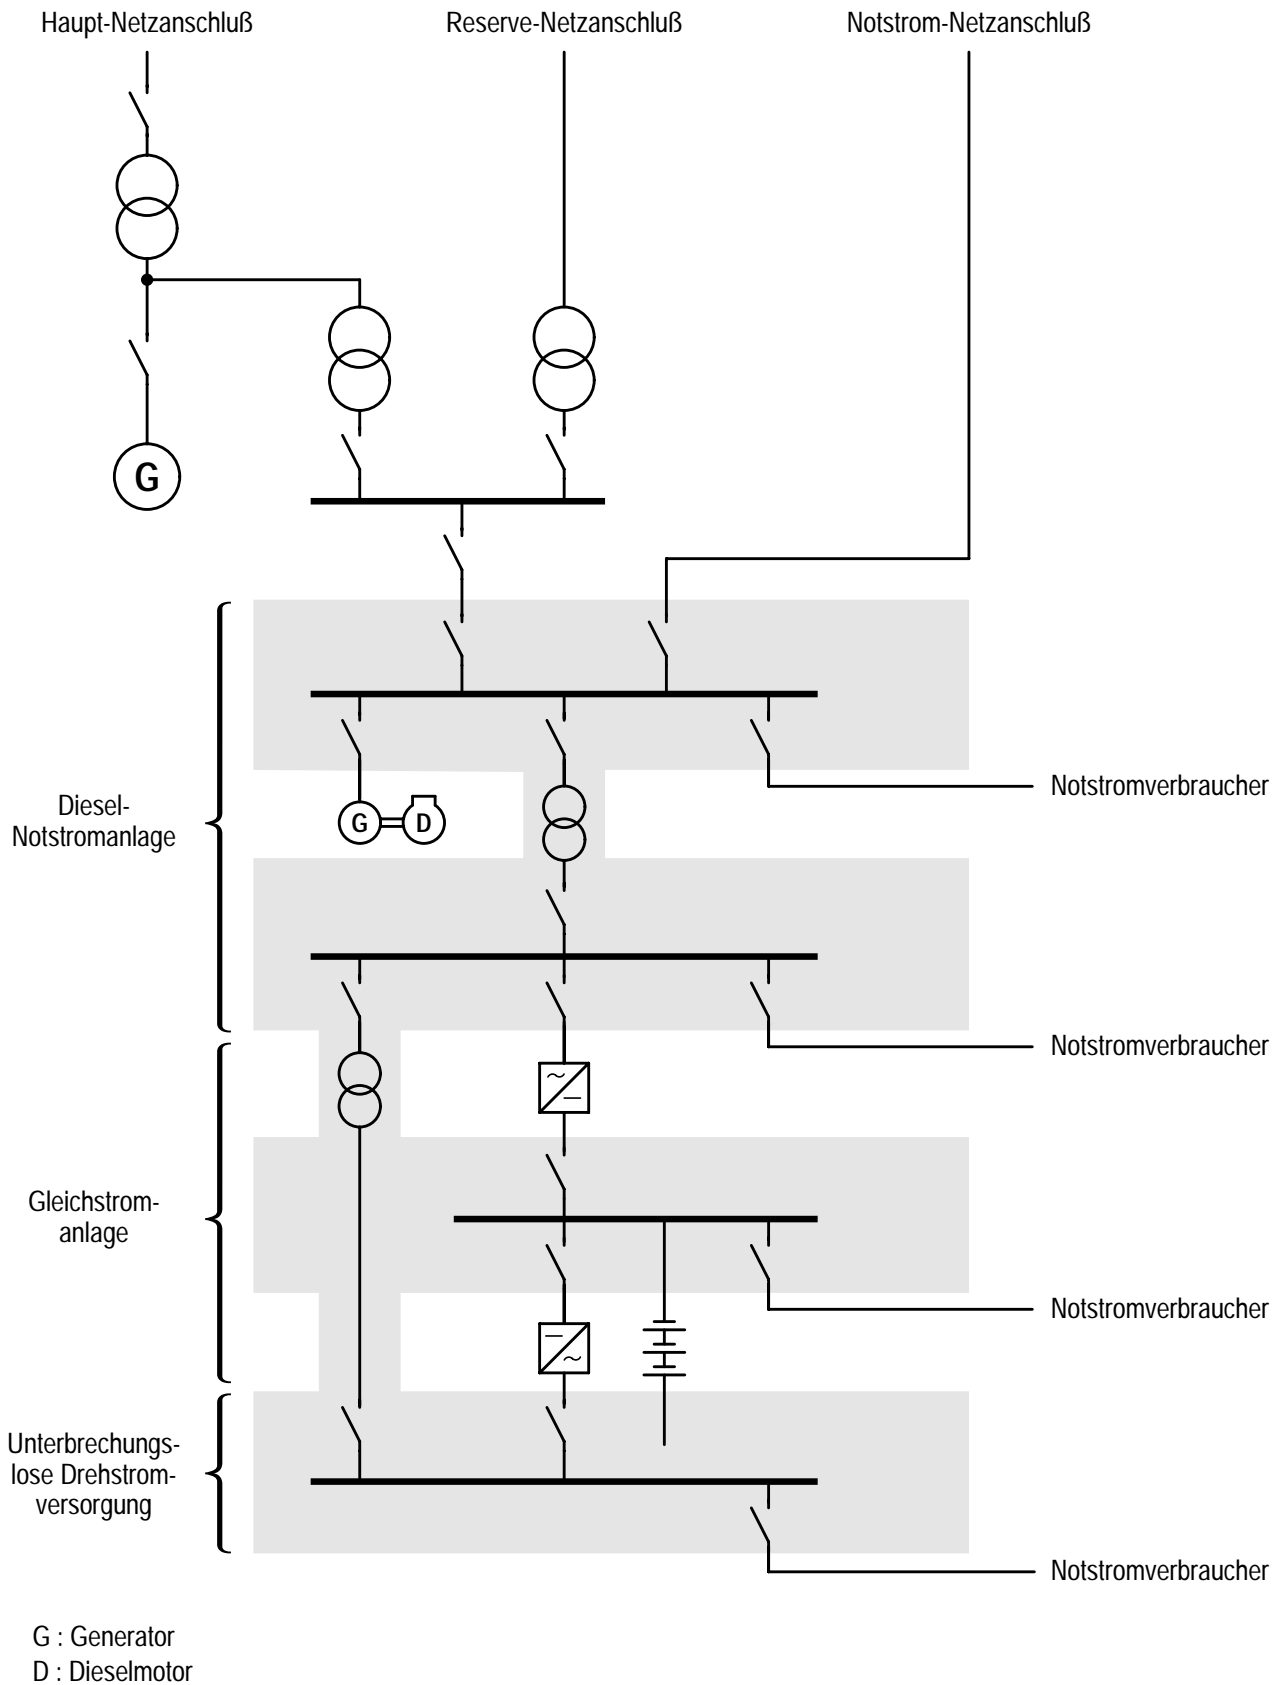 Haupt-Netzanschluß
Reserve-Netzanschluß
Notstrom-Netzanschluß
G
Diesel-
Notstromanlage
G
D
Notstromverbraucher
Notstromverbraucher
Gleichstrom-
anlage
Notstromverbraucher
Unterbrechungs-
lose Drehstrom-
versorgung
Notstromverbraucher
G : Generator
D : Dieselmotor